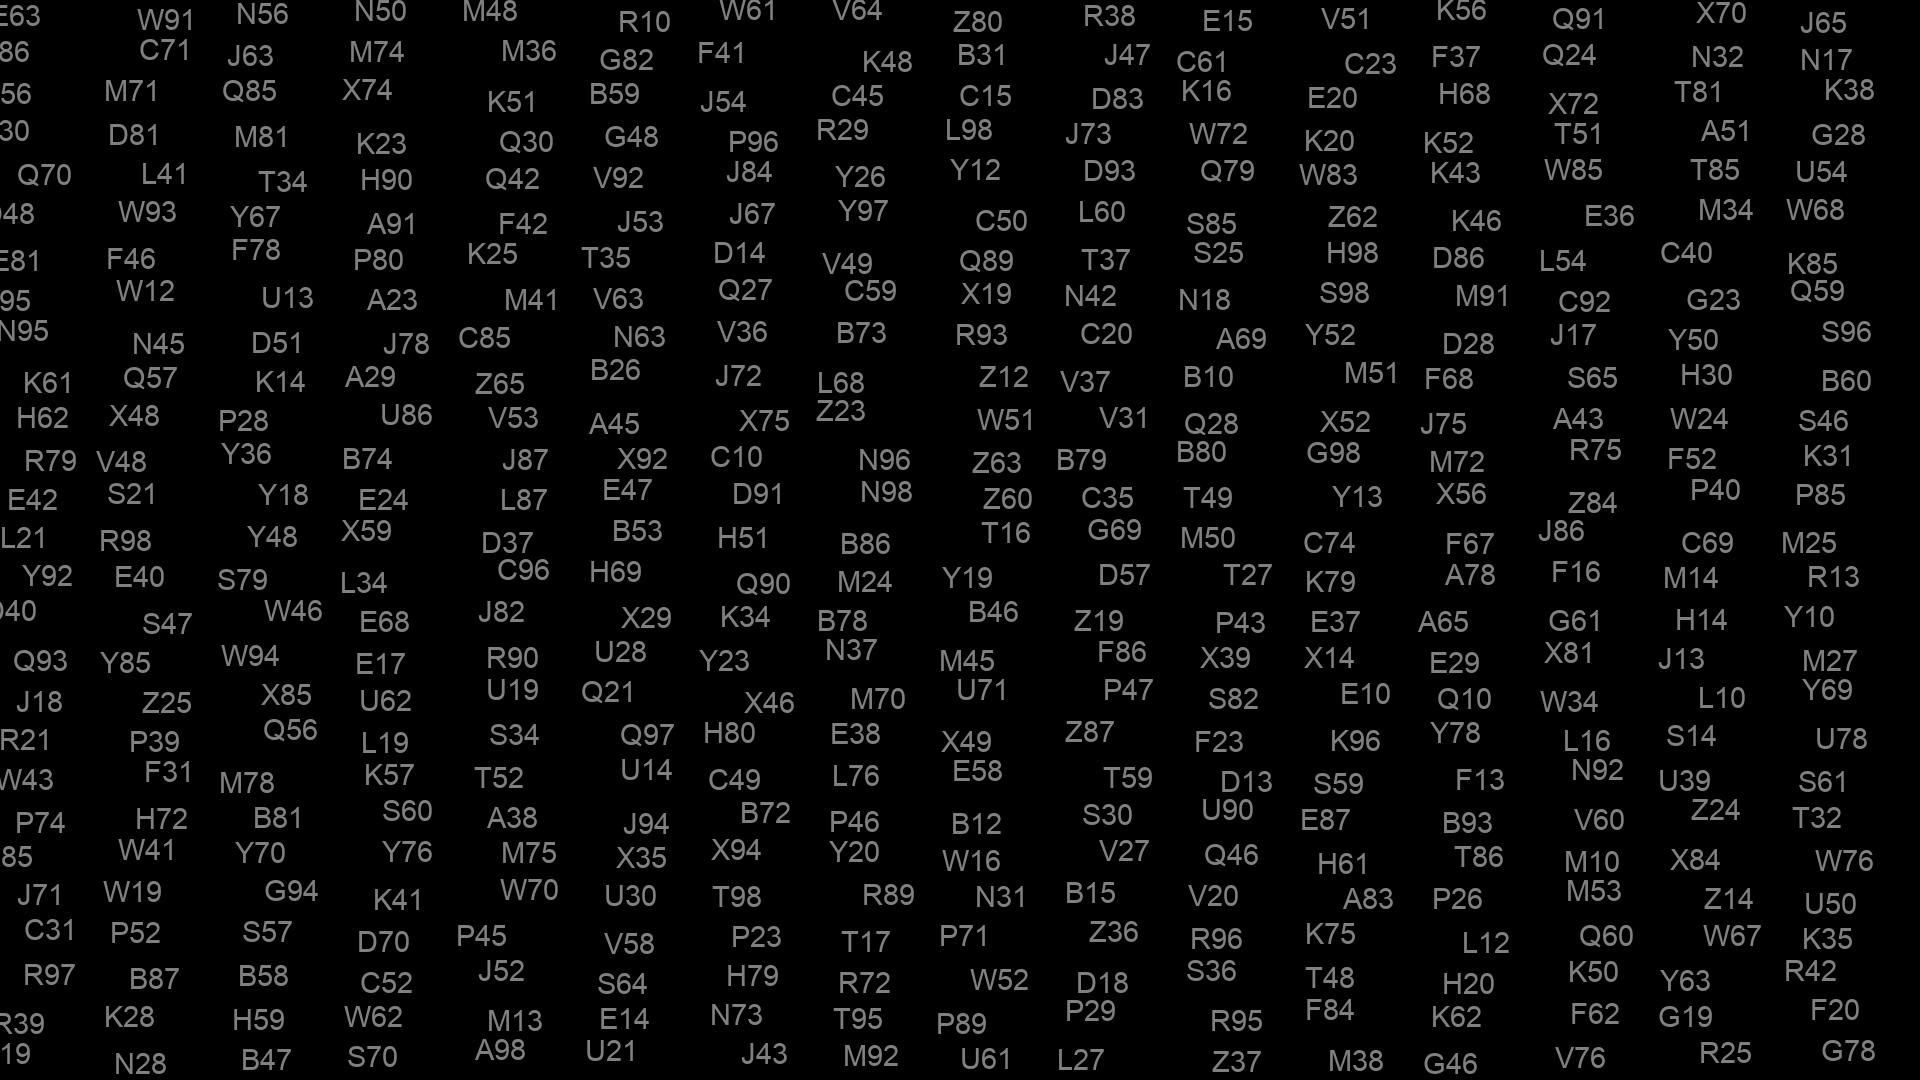 E63 W91 N56 N50 M48 R10 W61 V64 Z80 R38 E15 V51 K56 Q91 X70 J65
86 C71 J63 M74 M36 G82 F41 K48 B31 J47 C61 C23 F37 Q24 N32 N17
56 M71 Q85 X74 K51 B59 J54 C45 C15 D83 K16 E20 H68 X72 T81 K38
30 D81 M81 K23 Q30 G48 P96 R29 L98 J73 W72 K20 K52 T51 A51 G28
Q70 L41 T34 H90 Q42 V92 J84 Y26 Y12 D93 Q79 W83 K43 W85 T85 U54
48 W93 Y67 A91 F42 J53 J67 Y97 C50 L60 S85 Z62 K46 E36 M34 W68
E81 F46 F78 P80 K25 T35 D14 V49 Q89 T37 S25 H98 D86 L54 C40 K85
95 W12 U13 A23 M41 V63 Q27 C59 X19 N42 N18 S98 M91 C92 G23 Q59
N95 N45 D51 J78 C85 N63 V36 B73 R93 C20 A69 Y52 D28 J17 Y50 S96
K61 Q57 K14 A29 Z65 B26 J72 L68 Z12 V37 B10 M51 F68 S65 H30 B60
H62 X48 P28 U86 V53 A45 X75 Z23 W51 V31 Q28 X52 J75 A43 W24 S46
R79 V48 Y36 B74 J87 X92 C10 N96 Z63 B79 B80 G98 M72 R75 F52 K31
E42 S21 Y18 E24 L87 E47 D91 N98 Z60 C35 T49 Y13 X56 Z84 P40 P85
L21 R98 Y48 X59 D37 B53 H51 B86 T16 G69 M50 C74 F67 J86 C69 M25
Y92 E40 S79 L34 C96 H69 Q90 M24 Y19 D57 T27 K79 A78 F16 M14 R13
40 S47 W46 E68 J82 X29 K34 B78 B46 Z19 P43 E37 A65 G61 H14 Y10
Q93 Y85 W94 E17 R90 U28 Y23 N37 M45 F86 X39 X14 E29 X81 J13 M27
J18 Z25 X85 U62 U19 Q21 X46 M70 U71 P47 S82 E10 Q10 W34 L10 Y69
R21 P39 Q56 L19 S34 Q97 H80 E38 X49 Z87 F23 K96 Y78 L16 S14 U78
W43 F31 M78 K57 T52 U14 C49 L76 E58 T59 D13 S59 F13 N92 U39 S61
P74 H72 B81 S60 A38 J94 B72 P46 B12 S30 U90 E87 B93 V60 Z24 T32
85 W41 Y70 Y76 M75 X35 X94 Y20 W16 V27 Q46 H61 T86 M10 X84 W76
J71 W19 G94 K41 W70 U30 T98 R89 N31 B15 V20 A83 P26 M53 Z14 U50
C31 P52 S57 D70 P45 V58 P23 T17 P71 Z36 R96 K75 L12 Q60 W67 K35
R97 B87 B58 C52 J52 S64 H79 R72 W52 D18 S36 T48 H20 K50 Y63 R42
R39 K28 H59 W62 M13 E14 N73 T95 P89 P29 R95 F84 K62 F62 G19 F20
19 N28 B47 S70 A98 U21 J43 M92 U61 L27 Z37 M38 G46 V76 R25 G78